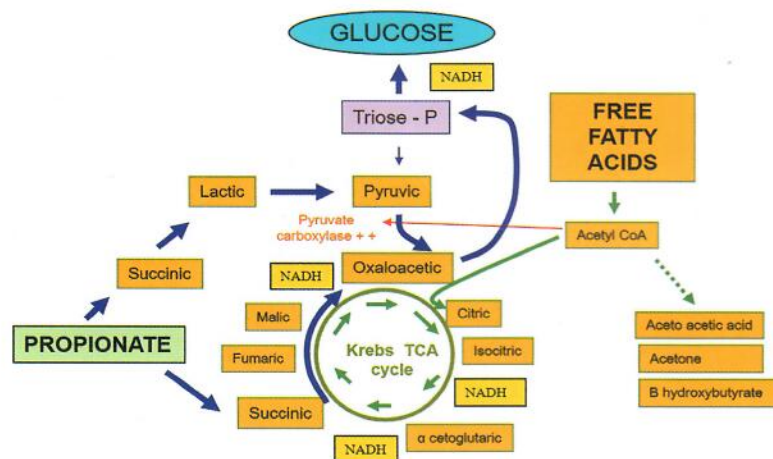 GLUCOSE
NADH
Triose - P
FREE
FATTY
ACIDS
Lactic
Pyruvic
Pyruvate
carboxylase + +
Acetyl CoA
Succinic
NADH
Oxaloacetic
Malic
Citric
Aceto acetic acid
PROPIONATE
Fumaric
Krebs TCA
cycle
Isocitric
Acetone
NADH
B hydroxybutyrate
Succinic
NADH
α cetoglutaric